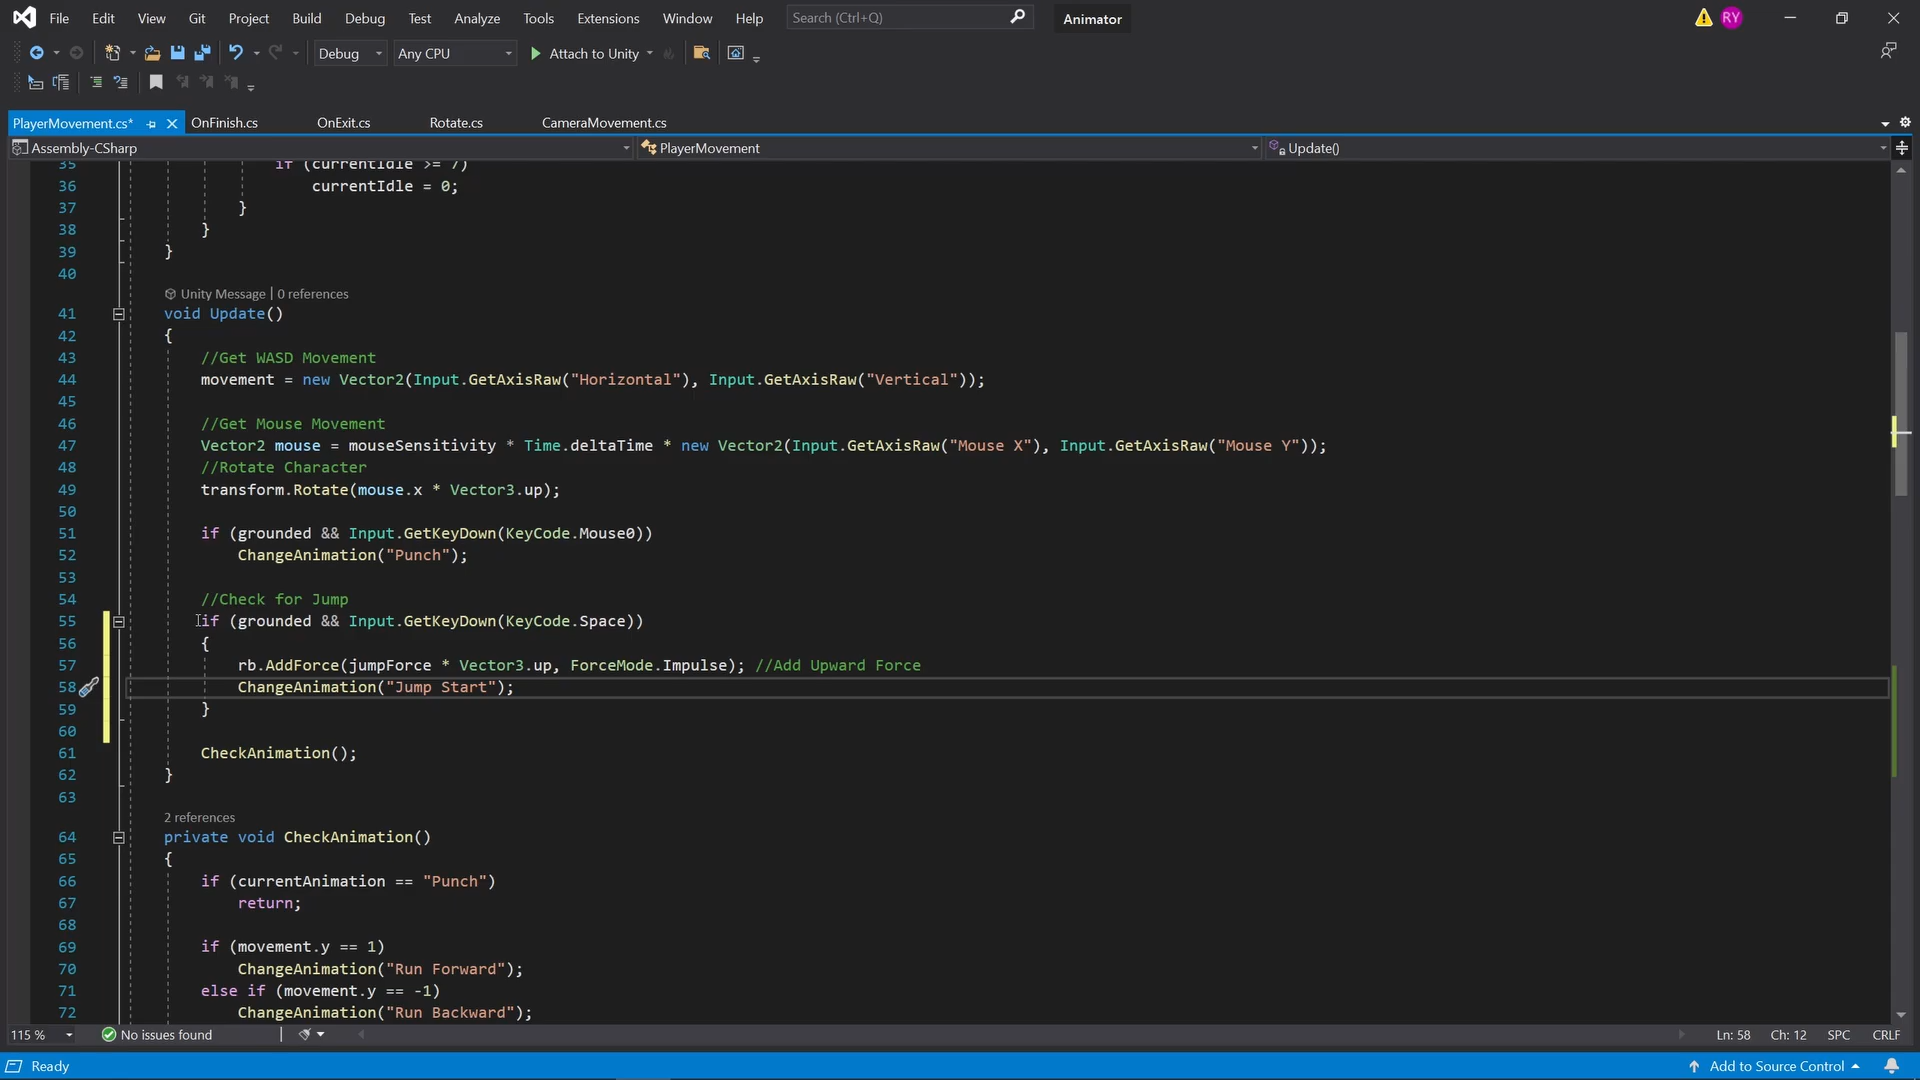 File Edit View Git Project Build Debug Test Analyze Tools Extensions Window Help Search (Ctrl+Q) Animator RY
Debug Any CPU Attach to Unity
PlayerMovement.cs* OnFinish.cs OnExit.cs Rotate.cs CameraMovement.cs
Assembly-CSharp PlayerMovement Update()
35 if (currentIdle >= 7)
36 currentIdle = 0;
37 }
38 }
39 }
40
Unity Message | 0 references
41 void Update()
42 {
43 //Get WASD Movement
44 movement = new Vector2(Input.GetAxisRaw("Horizontal"), Input.GetAxisRaw("Vertical"));
45
46 //Get Mouse Movement
47 Vector2 mouse = mouseSensitivity * Time.deltaTime * new Vector2(Input.GetAxisRaw("Mouse X"), Input.GetAxisRaw("Mouse Y"));
48 //Rotate Character
49 transform.Rotate(mouse.x * Vector3.up);
50
51 if (grounded && Input.GetKeyDown(KeyCode.Mouse0))
52 ChangeAnimation("Punch");
53
54 //Check for Jump
55 if (grounded && Input.GetKeyDown(KeyCode.Space))
56 {
57 rb.AddForce(jumpForce * Vector3.up, ForceMode.Impulse); //Add Upward Force
58 ChangeAnimation("Jump Start");
59 }
60
61 CheckAnimation();
62 }
63
2 references
64 private void CheckAnimation()
65 {
66 if (currentAnimation == "Punch")
67 return;
68
69 if (movement.y == 1)
70 ChangeAnimation("Run Forward");
71 else if (movement.y == -1)
72 ChangeAnimation("Run Backward");
115 % No issues found Ln: 58 Ch: 12 SPC CRLF
Ready Add to Source Control